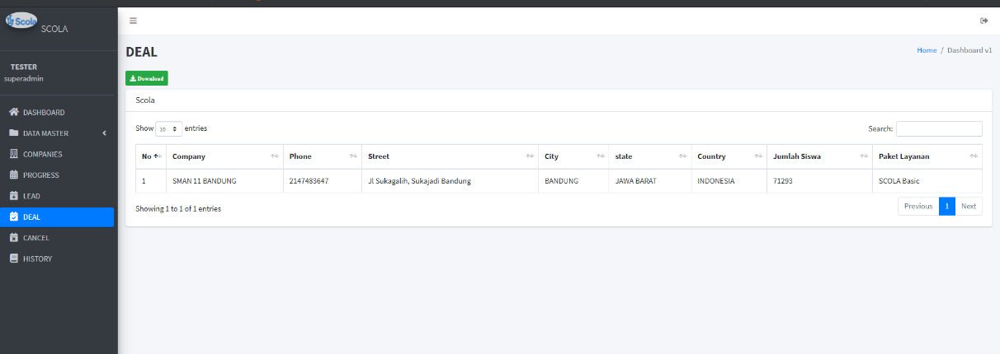 Scola SCOLA
TESTER
superadmin
DASHBOARD
DATA MASTER
COMPANIES
PROGRESS
LEAD
DEAL
CANCEL
HISTORY
DEAL
Home / Dashboard v1
Download
Scola
Show 10 entries
Search:
No Company Phone Street City state Country Jumlah Siswa Paket Layanan
1 SMAN 11 BANDUNG 2147483647 Jl Sukagalih, Sukajadi Bandung BANDUNG JAWA BARAT INDONESIA 71293 SCOLA Basic
Showing 1 to 1 of 1 entries
Previous 1 Next